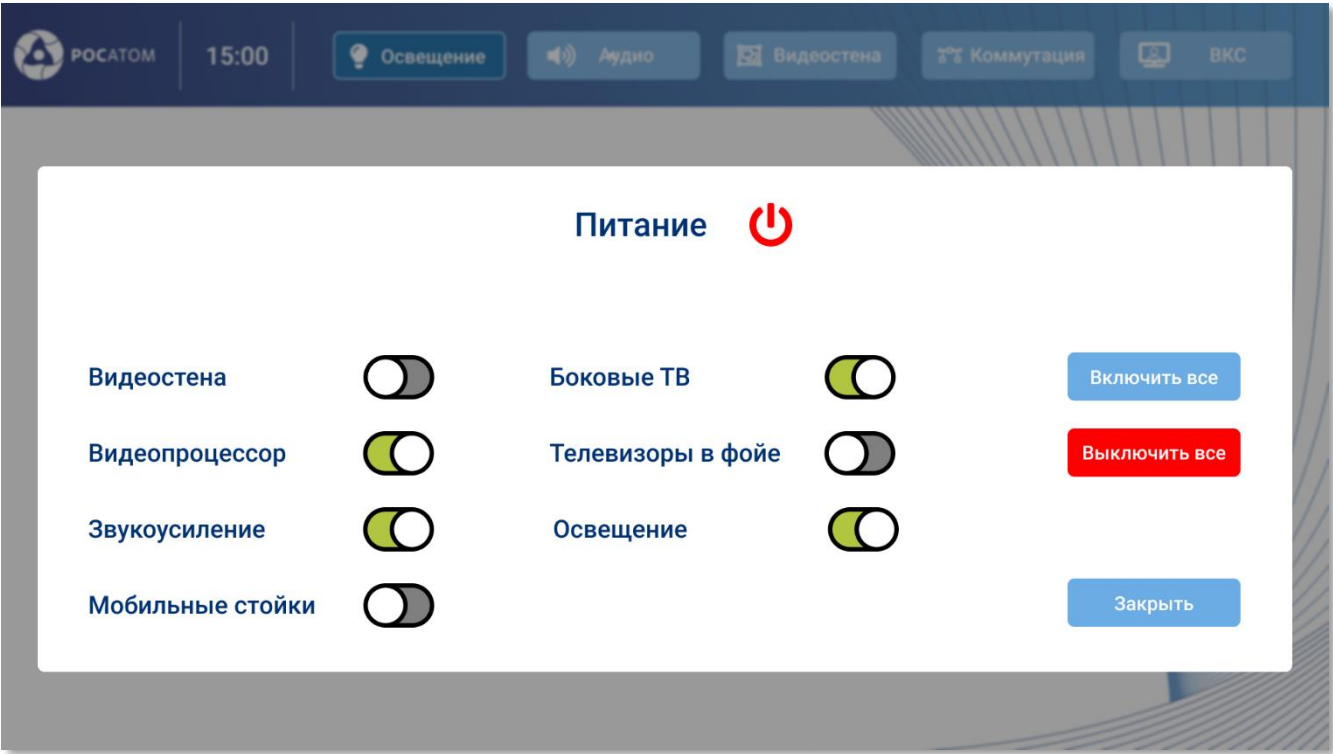 РОСАТОМ
15:00
Освещение
Аудио
Видеостена
Коммутация
ВКС
Питание
Видеостена
Боковые ТВ
Включить все
Видеопроцессор
Телевизоры в фойе
Выключить все
Звукоусиление
Освещение
Мобильные стойки
Закрыть